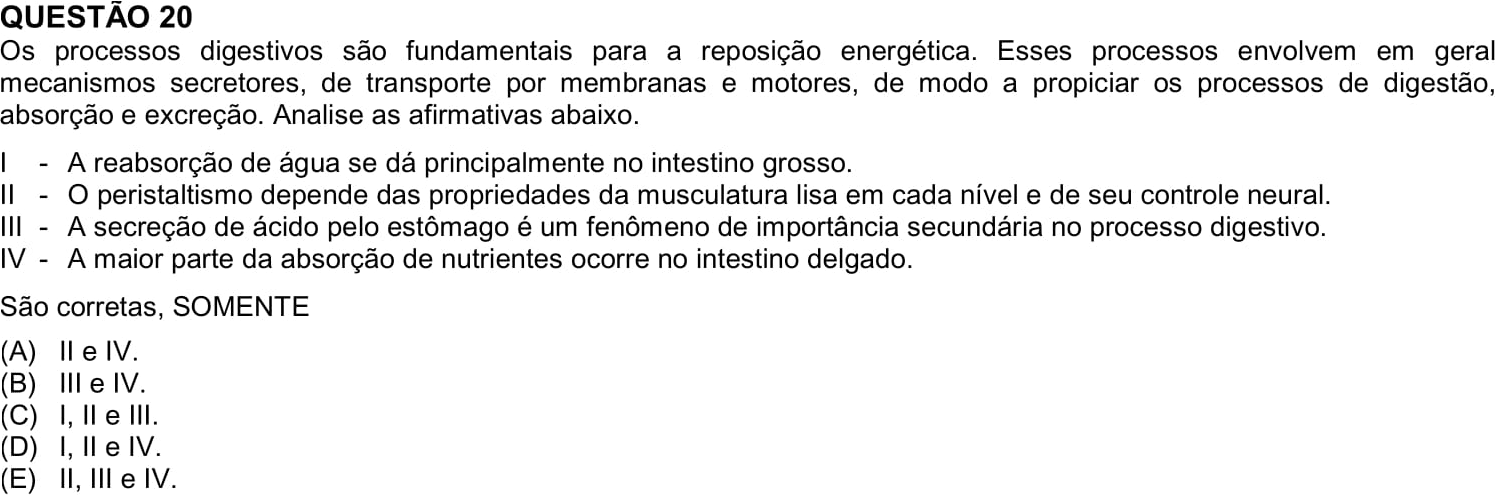 QUESTÃO 20
Os processos digestivos são fundamentais para a reposição energética. Esses processos envolvem em geral
mecanismos secretores, de transporte por membranas e motores, de modo a propiciar os processos de digestão,
absorção e excreção. Analise as afirmativas abaixo.
I - A reabsorção de água se dá principalmente no intestino grosso.
II - O peristaltismo depende das propriedades da musculatura lisa em cada nível e de seu controle neural.
III - A secreção de ácido pelo estômago é um fenômeno de importância secundária no processo digestivo.
IV - A maior parte da absorção de nutrientes ocorre no intestino delgado.
São corretas, SOMENTE
(A) II e IV.
(B) III e IV.
(C) I, II e III.
(D) I, II e IV.
(E) II, III e IV.